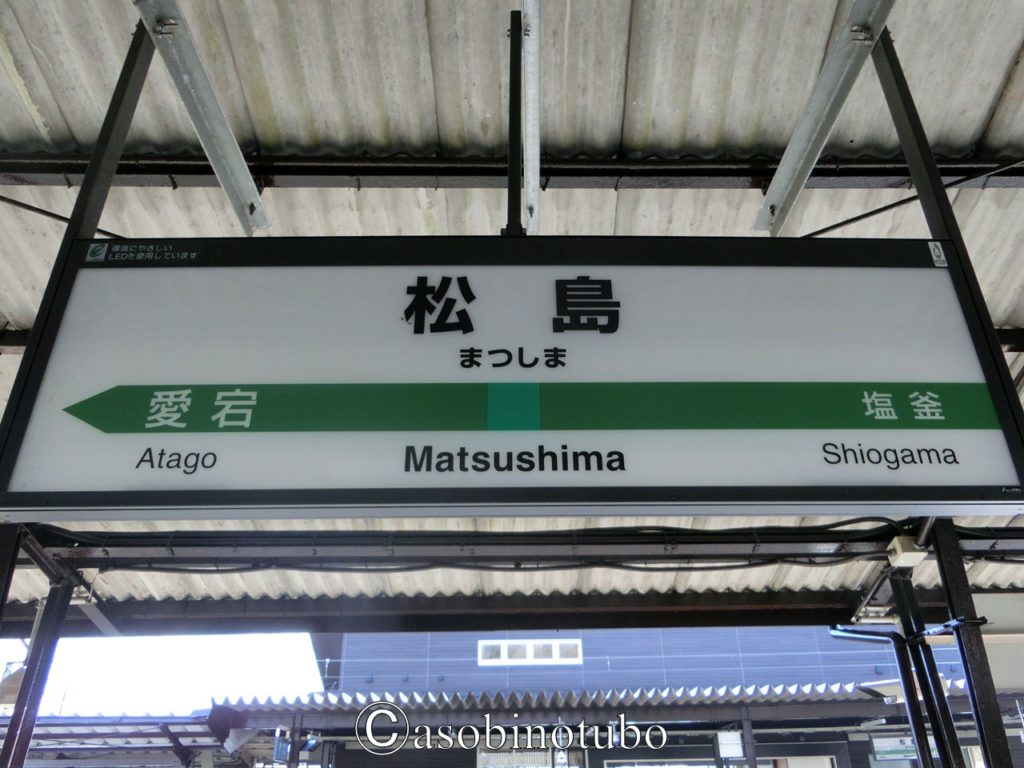 環境にやさしい
LEDを使用しています
松島
まつしま
愛宕 塩釜
Atago Matsushima Shiogama
©asobinotubo